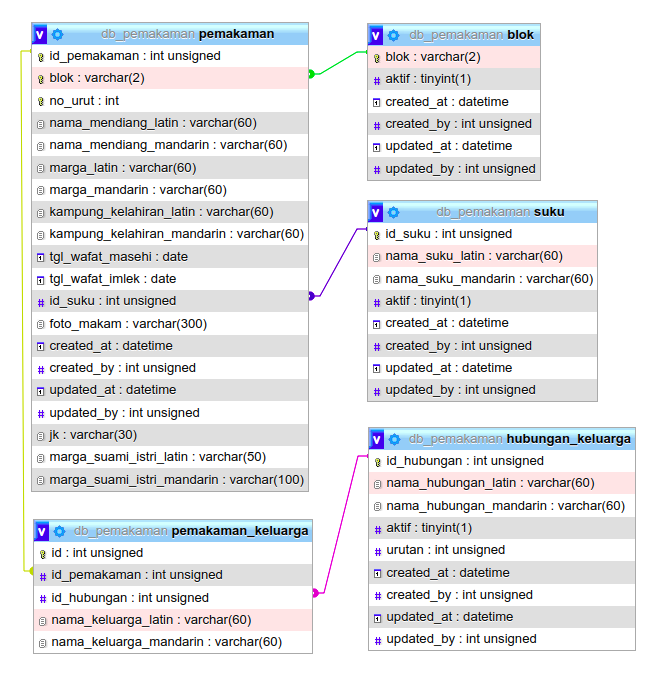 db_pemakaman pemakaman
id_pemakaman : int unsigned
blok : varchar(2)
no_urut : int
nama_mendiang_latin : varchar(60)
nama_mendiang_mandarin : varchar(60)
marga_latin : varchar(60)
marga_mandarin : varchar(60)
kampung_kelahiran_latin : varchar(60)
kampung_kelahiran_mandarin : varchar(60)
tgl_wafat_masehi : date
tgl_wafat_imlek : date
id_suku : int unsigned
foto_makam : varchar(300)
created_at : datetime
created_by : int unsigned
updated_at : datetime
updated_by : int unsigned
jk : varchar(30)
marga_suami_istri_latin : varchar(50)
marga_suami_istri_mandarin : varchar(100)
db_pemakaman blok
blok : varchar(2)
aktif : tinyint(1)
created_at : datetime
created_by : int unsigned
updated_at : datetime
updated_by : int unsigned
db_pemakaman suku
id_suku : int unsigned
nama_suku_latin : varchar(60)
nama_suku_mandarin : varchar(60)
aktif : tinyint(1)
created_at : datetime
created_by : int unsigned
updated_at : datetime
updated_by : int unsigned
db_pemakaman pemakaman_keluarga
id : int unsigned
id_pemakaman : int unsigned
id_hubungan : int unsigned
nama_keluarga_latin : varchar(60)
nama_keluarga_mandarin : varchar(60)
db_pemakaman hubungan_keluarga
id_hubungan : int unsigned
nama_hubungan_latin : varchar(60)
nama_hubungan_mandarin : varchar(60)
aktif : tinyint(1)
urutan : int unsigned
created_at : datetime
created_by : int unsigned
updated_at : datetime
updated_by : int unsigned